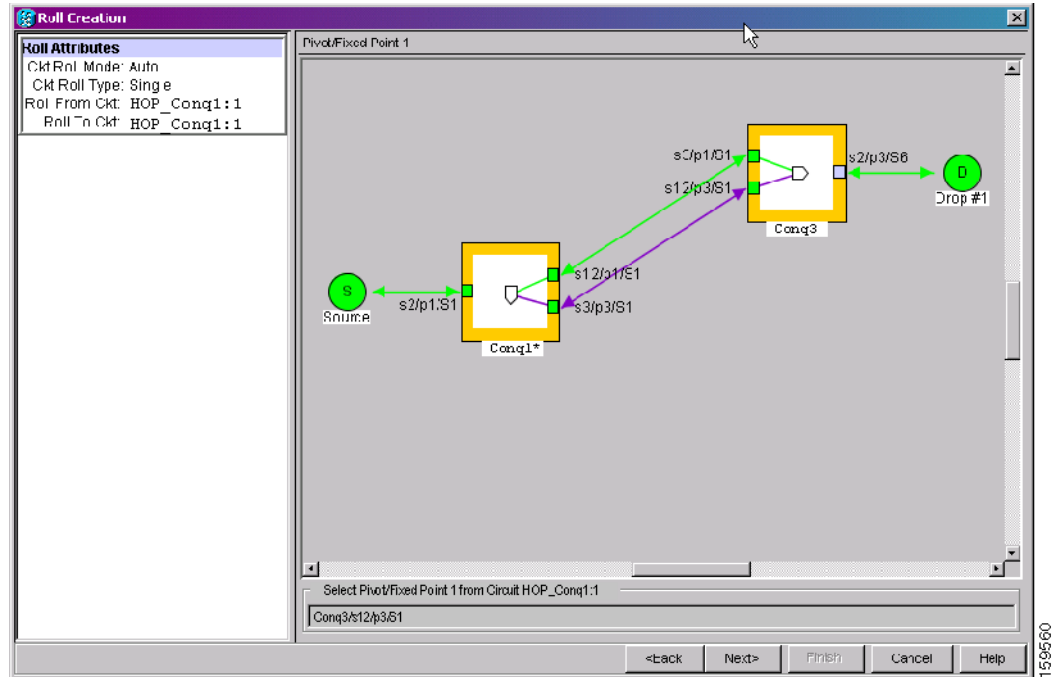 Roll Creation
Roll Attributes
Ckt Roll Mode: Auto
Ckt Roll Type: Single
Roll From Ckt: HOP_Conq1:1
Roll To Ckt: HOP_Conq1:1
Pivot/Fixed Point 1
s3/p1/S1
s12/p3/S1
s2/p3/S6
D
Drop #1
Conq3
s12/p1/S1
s3/p3/S1
S
Source
s2/p1/S1
Conq1*
Select Pivot/Fixed Point 1 from Circuit HOP_Conq1:1
Conq3/s12/p3/S1
<Back
Next>
Finish
Cancel
Help
159560